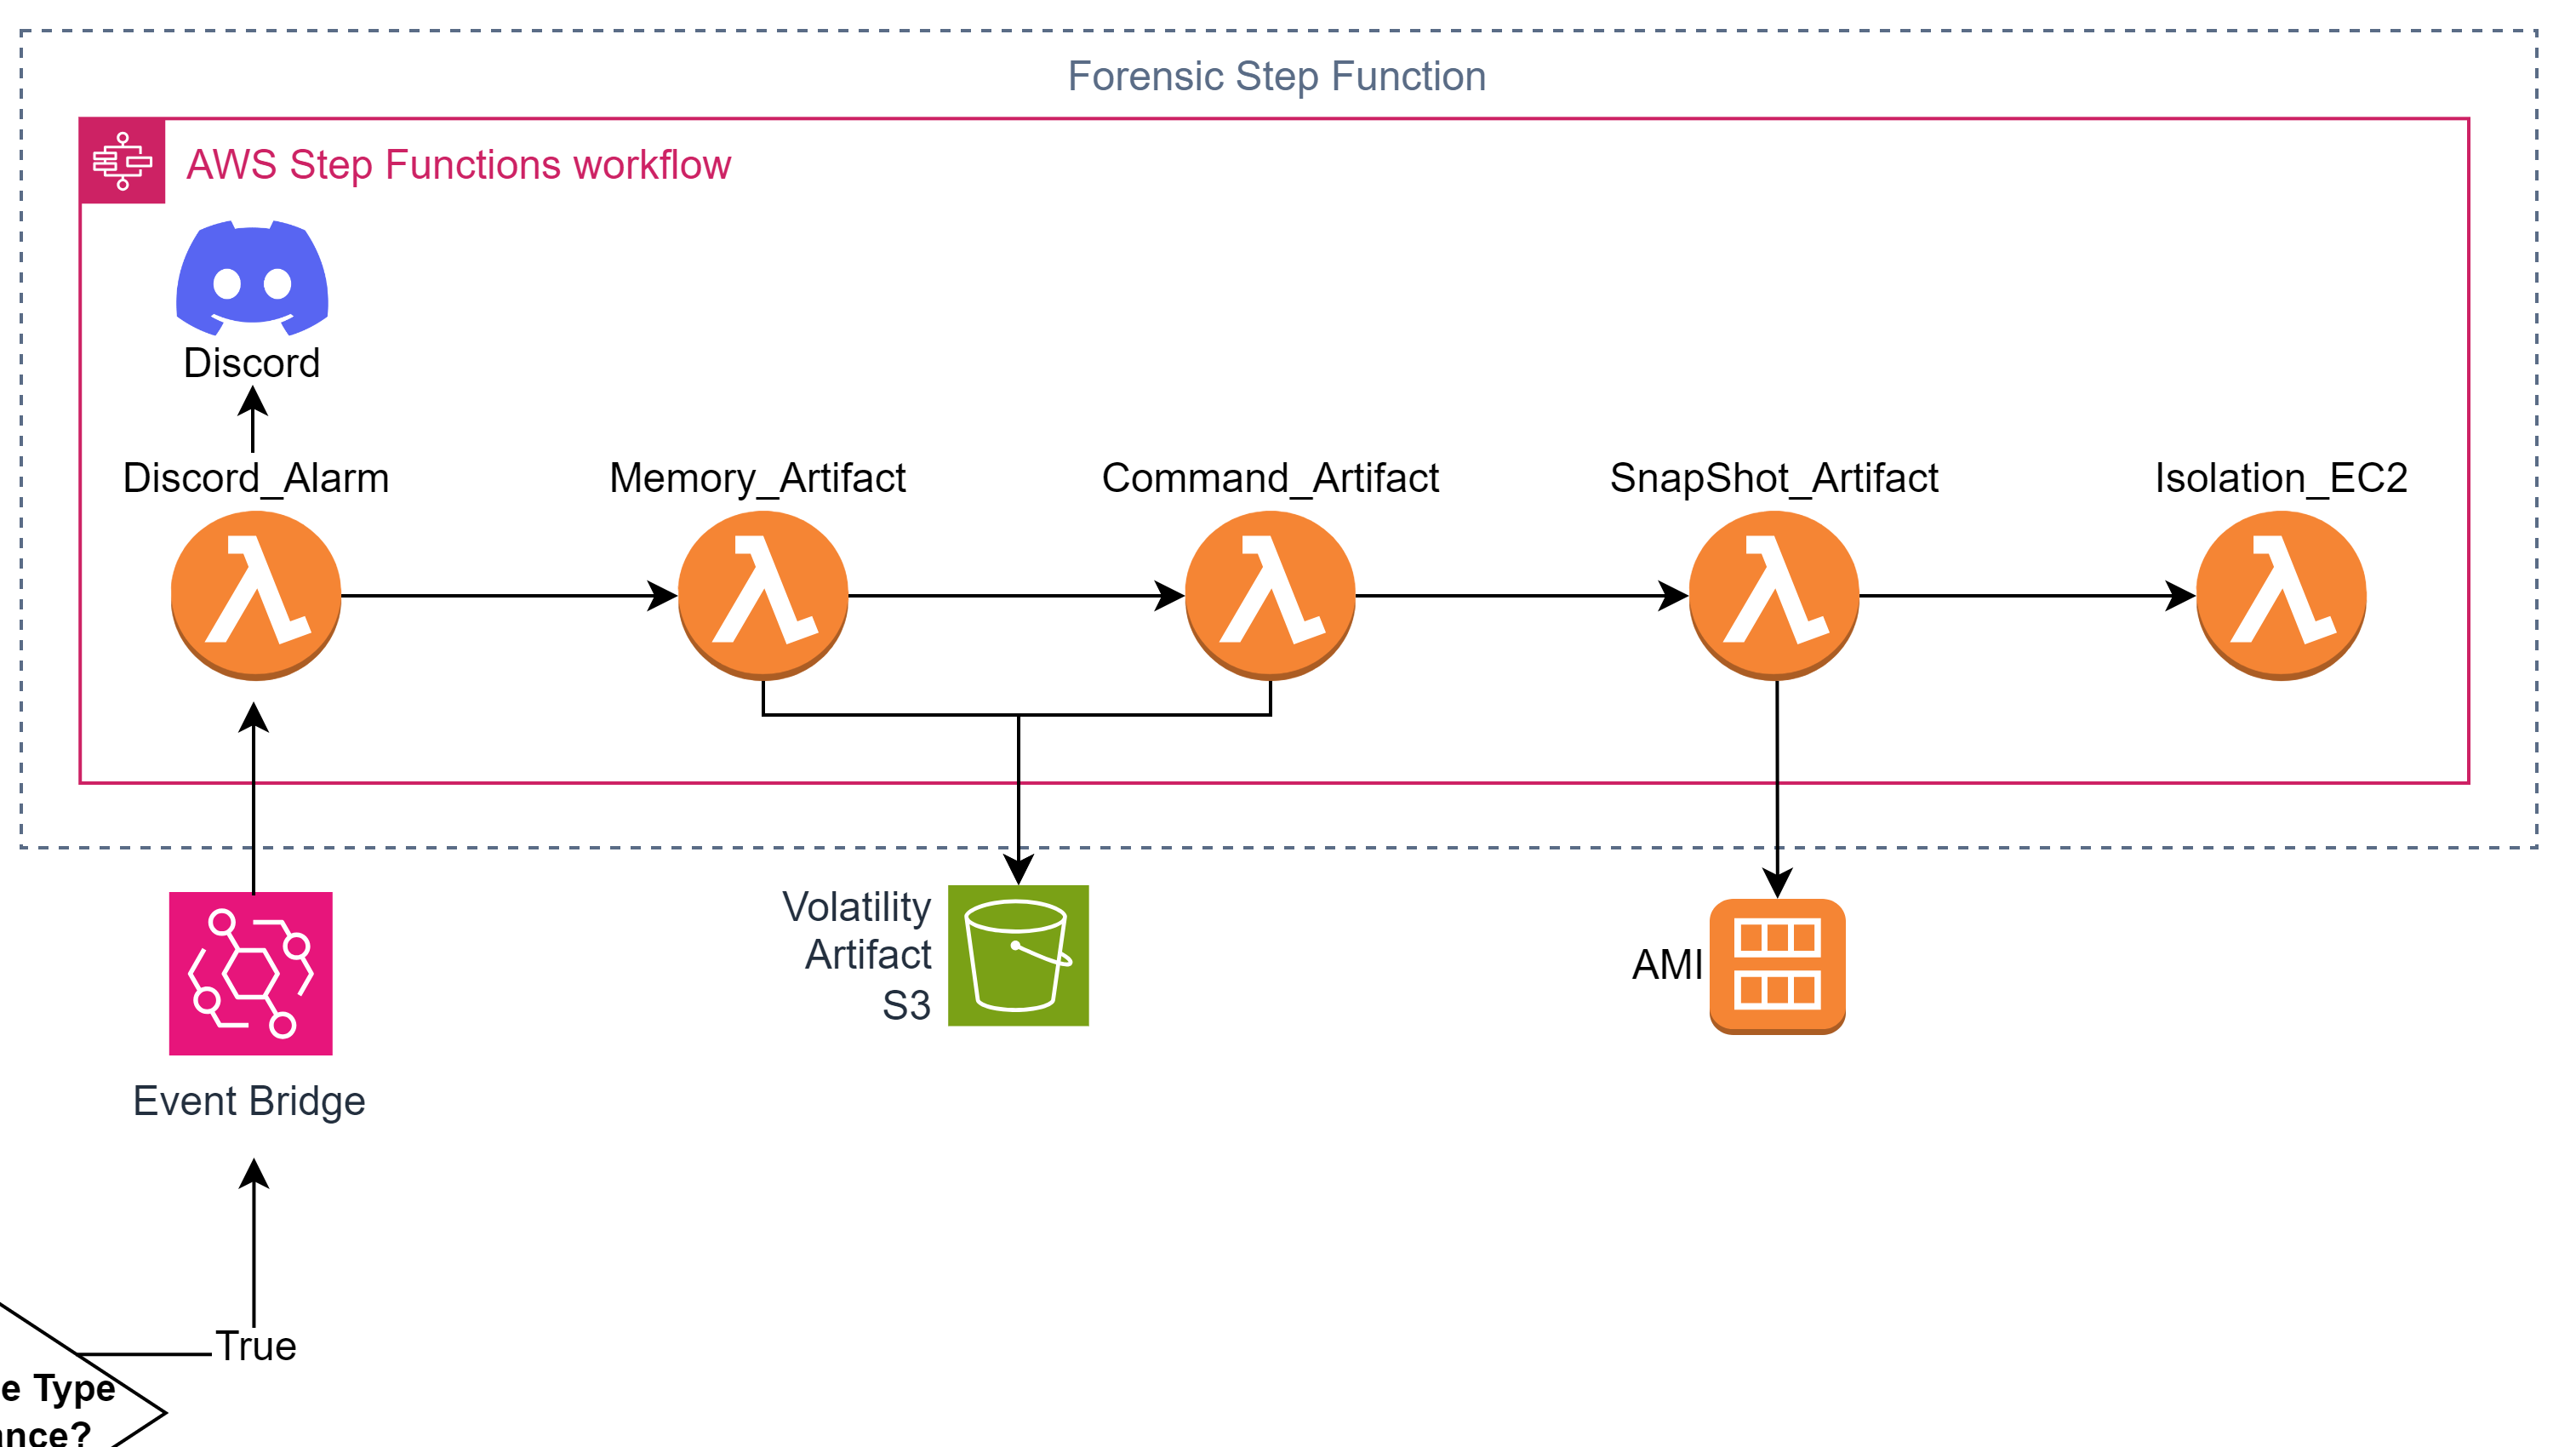 Forensic Step Function
AWS Step Functions workflow
Discord
Discord_Alarm
Memory_Artifact
Command_Artifact
SnapShot_Artifact
Isolation_EC2
Volatility
Artifact
S3
AMI
Event Bridge
True
Type